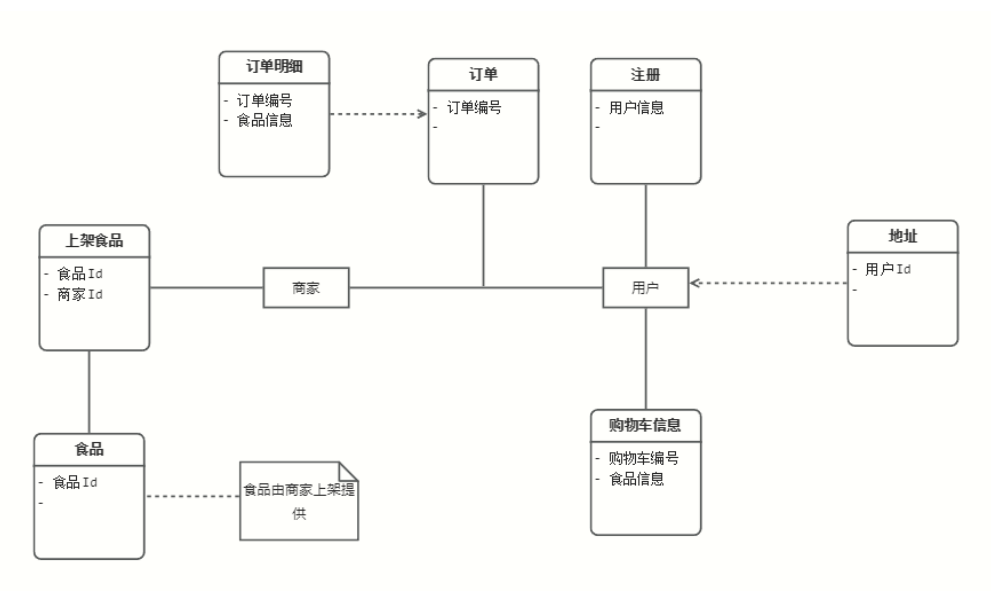 订单明细
- 订单编号
- 食品信息
订单
- 订单编号
-
注册
- 用户信息
-
上架食品
- 食品Id
- 商家Id
商家
用户
地址
- 用户Id
-
食品
- 食品Id
-
食品由商家上架提
供
购物车信息
- 购物车编号
- 食品信息